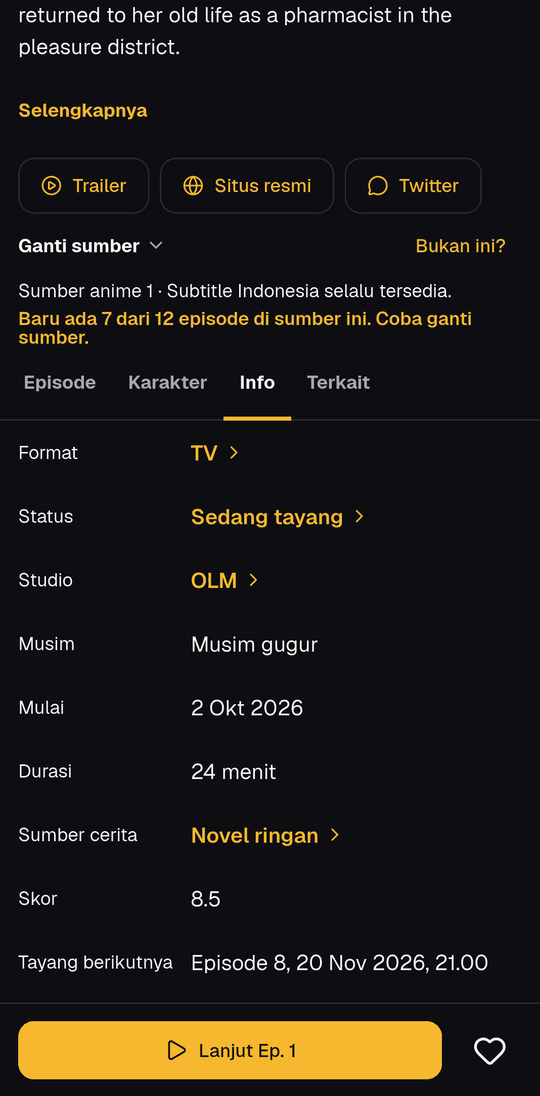 returned to her old life as a pharmacist in the
pleasure district.
Selengkapnya
Trailer
Situs resmi
Twitter
Ganti sumber
Bukan ini?
Sumber anime 1 · Subtitle Indonesia selalu tersedia.
Baru ada 7 dari 12 episode di sumber ini. Coba ganti
sumber.
Episode
Karakter
Info
Terkait
Format
TV
Status
Sedang tayang
Studio
OLM
Musim
Musim gugur
Mulai
2 Okt 2026
Durasi
24 menit
Sumber cerita
Novel ringan
Skor
8.5
Tayang berikutnya
Episode 8, 20 Nov 2026, 21.00
Lanjut Ep. 1